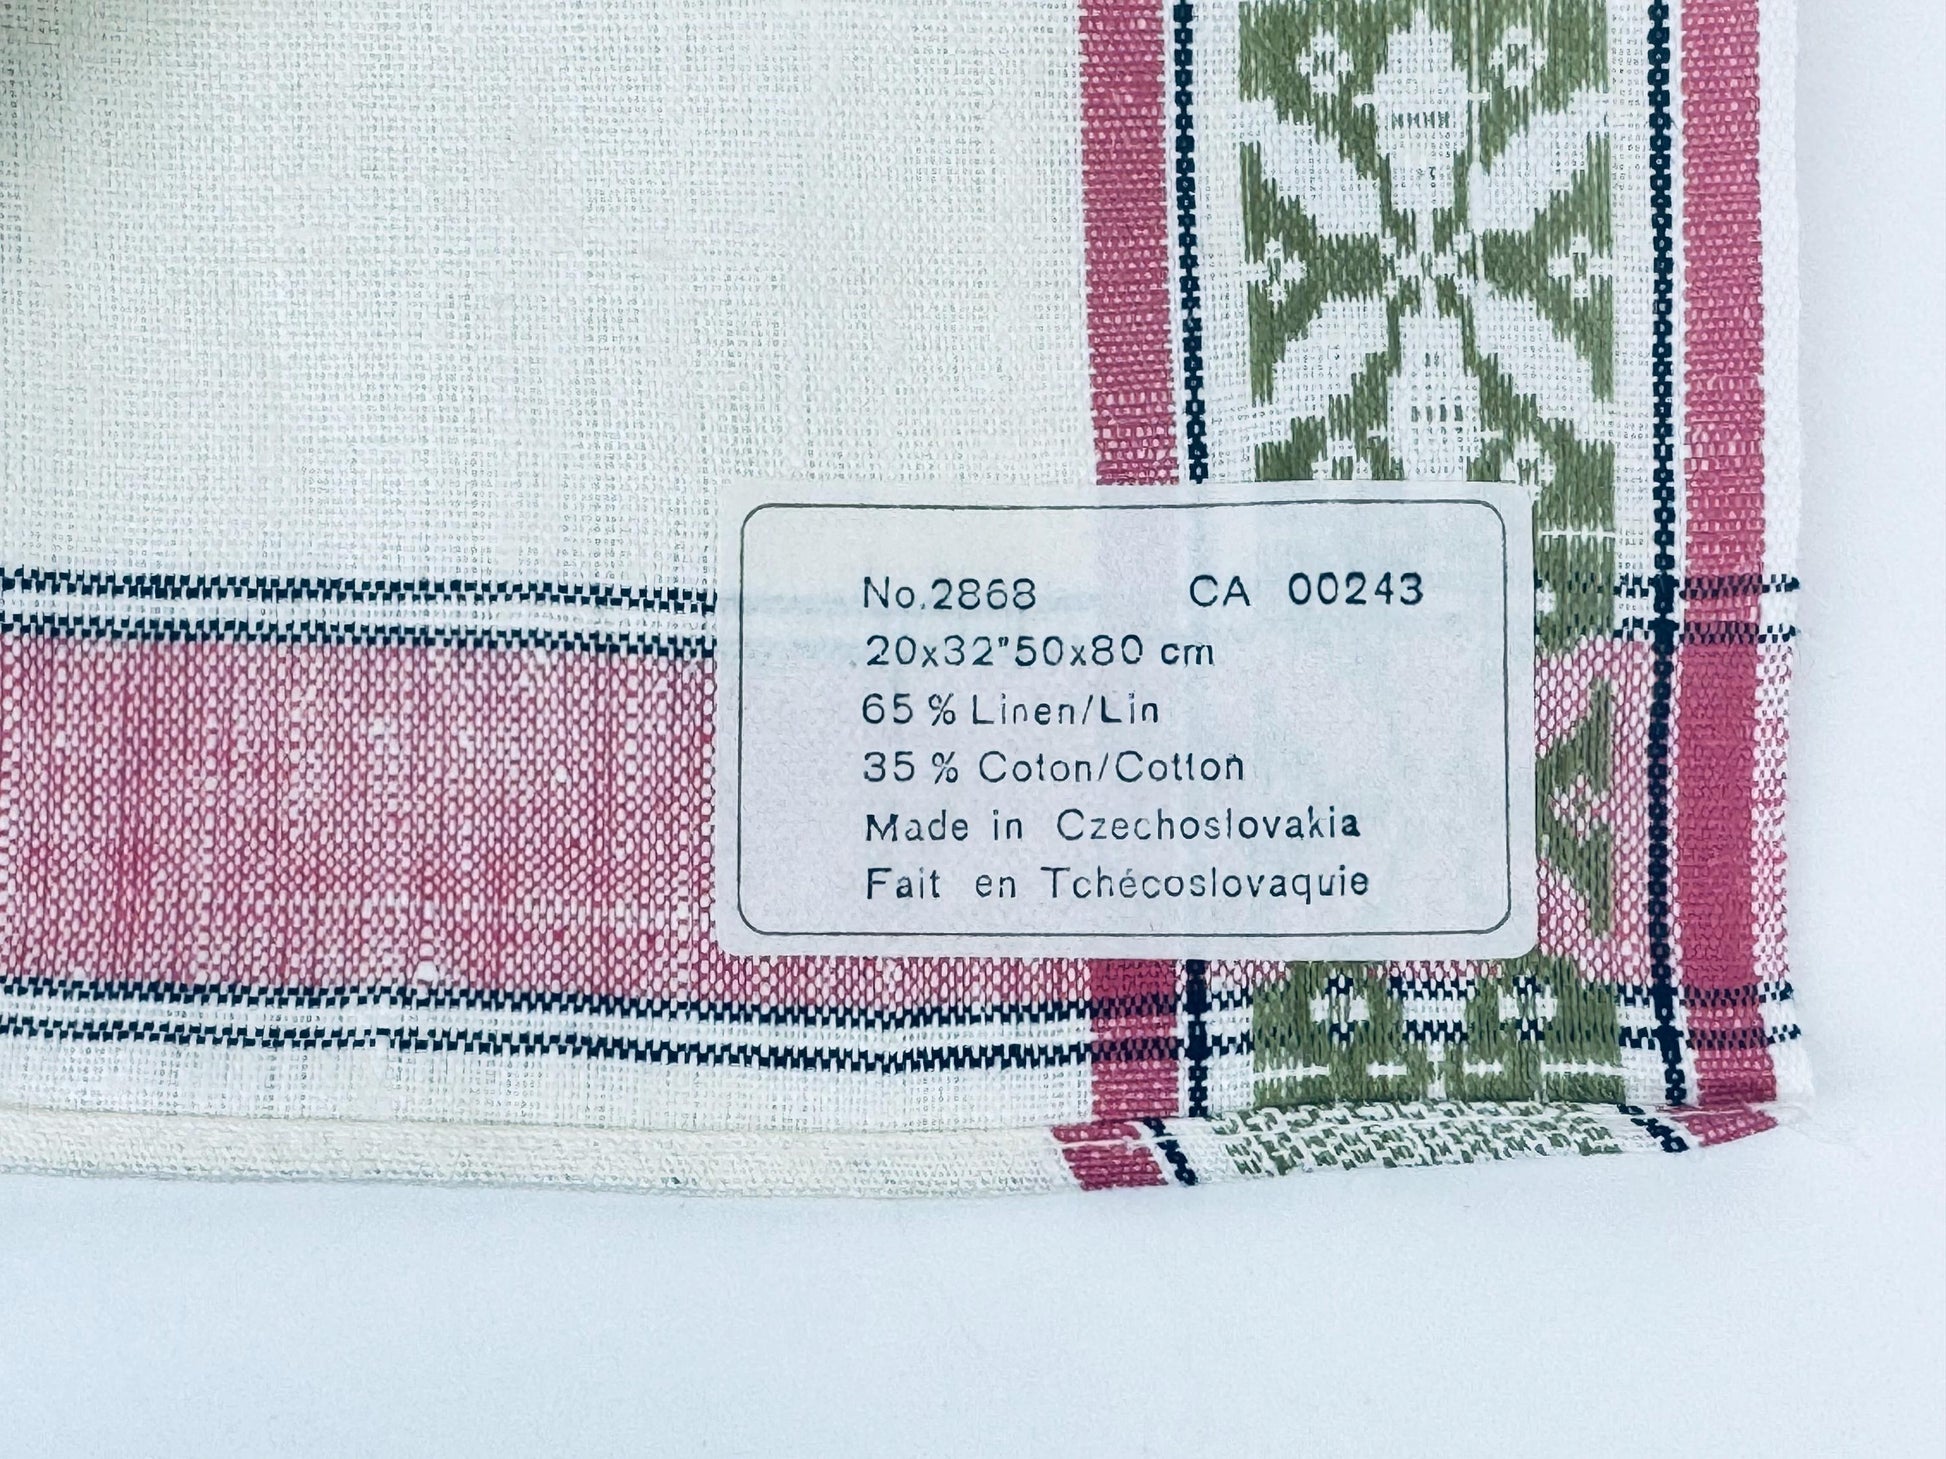 No.2868 CA 00243
20x32"50x80 cm
65 % Linen/Lin
35 % Coton/Cotton
Made in Czechoslovakia
Fait en Tchécoslovaquie